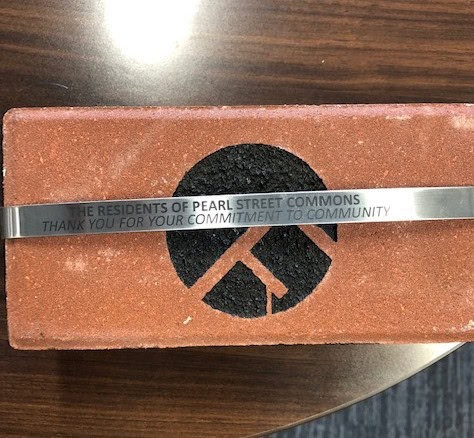 THE RESIDENTS OF PEARL STREET COMMONS
THANK YOU FOR YOUR COMMITMENT TO COMMUNITY